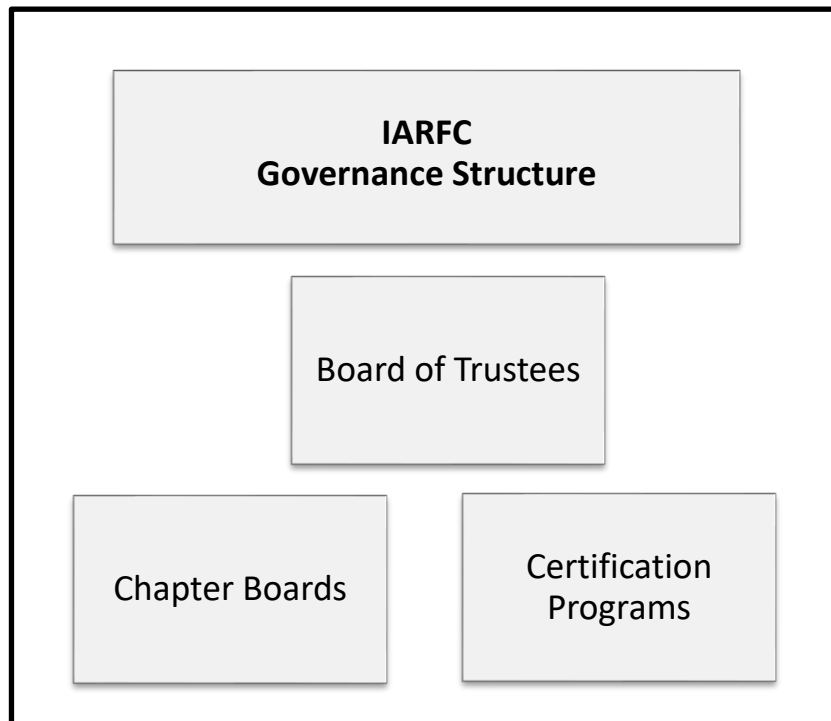 IARFC
Governance Structure
Board of Trustees
Chapter Boards
Certification
Programs